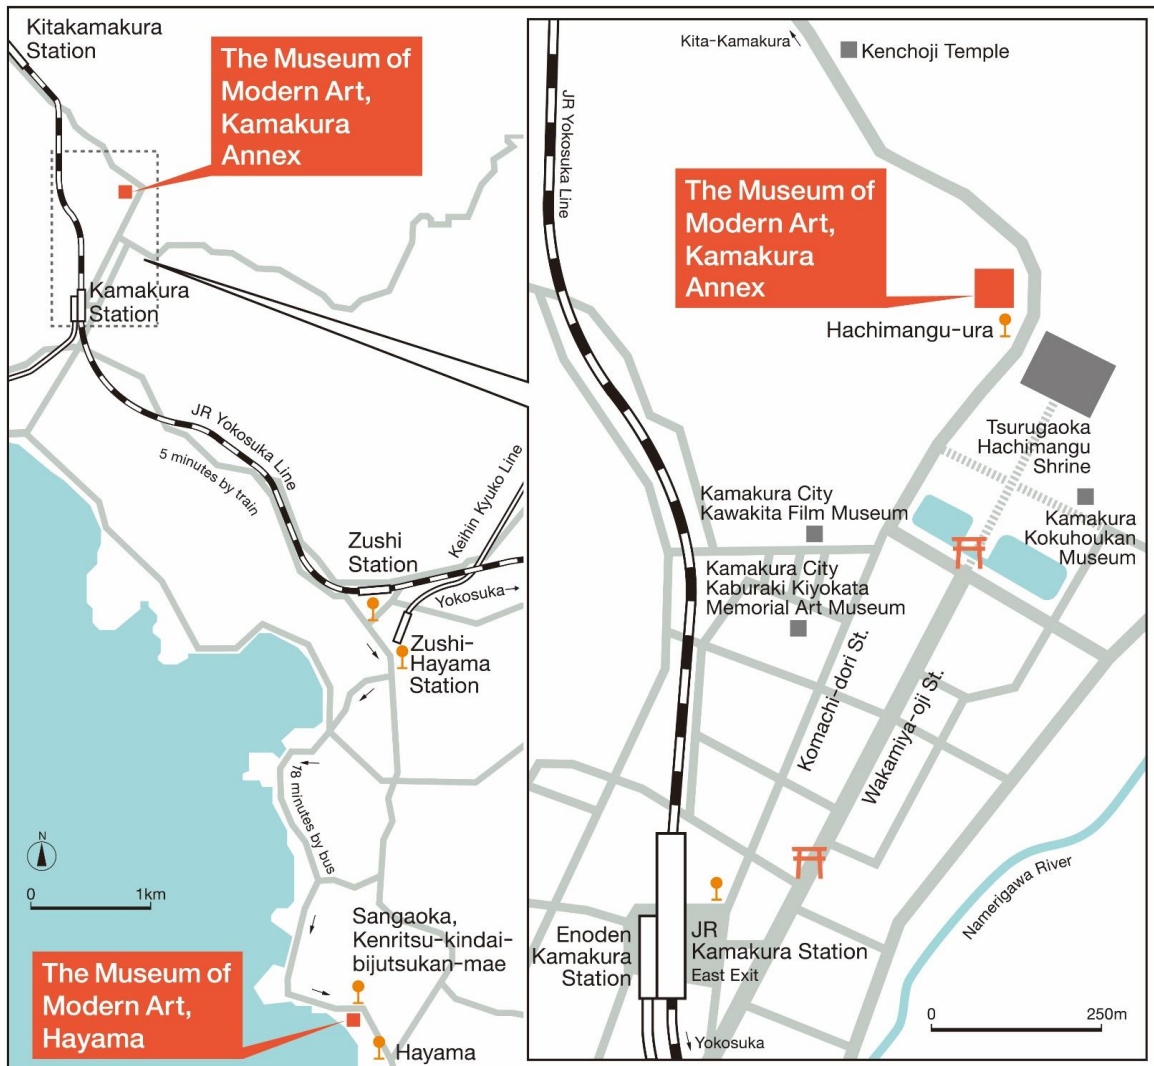 Kitakamakura
Station
The Museum of
Modern Art,
Kamakura
Annex
Kamakura
Station
JR Yokosuka Line
5 minutes by train
Keihin Kyuko Line
Zushi
Station
Yokosuka→
Zushi-
Hayama
Station
18 minutes by bus
N
0 1km
Sangaoka,
Kenritsu-kindai-
bijutsukan-mae
The Museum of
Modern Art,
Hayama
Hayama
Kita-Kamakura
Kenchoji Temple
JR Yokosuka Line
The Museum of
Modern Art,
Kamakura
Annex
Hachimangu-ura
Tsurugaoka
Hachimangu
Shrine
Kamakura City
Kawakita Film Museum
Kamakura
Kokuhoukan
Museum
Kamakura City
Kaburaki Kiyokata
Memorial Art Museum
Komachi-dori St.
Wakamiya-oji St.
Namerigawa River
Enoden
Kamakura
Station
JR
Kamakura Station
East Exit
0 250m
Yokosuka